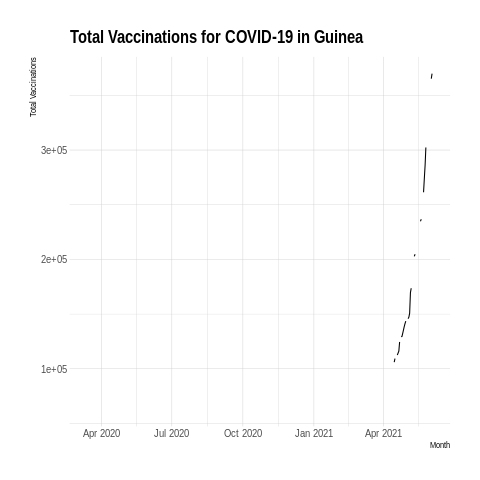 Total Vaccinations for COVID-19 in Guinea
Total Vaccinations
3e+05
2e+05
1e+05
Apr 2020 Jul 2020 Oct 2020 Jan 2021 Apr 2021
Month